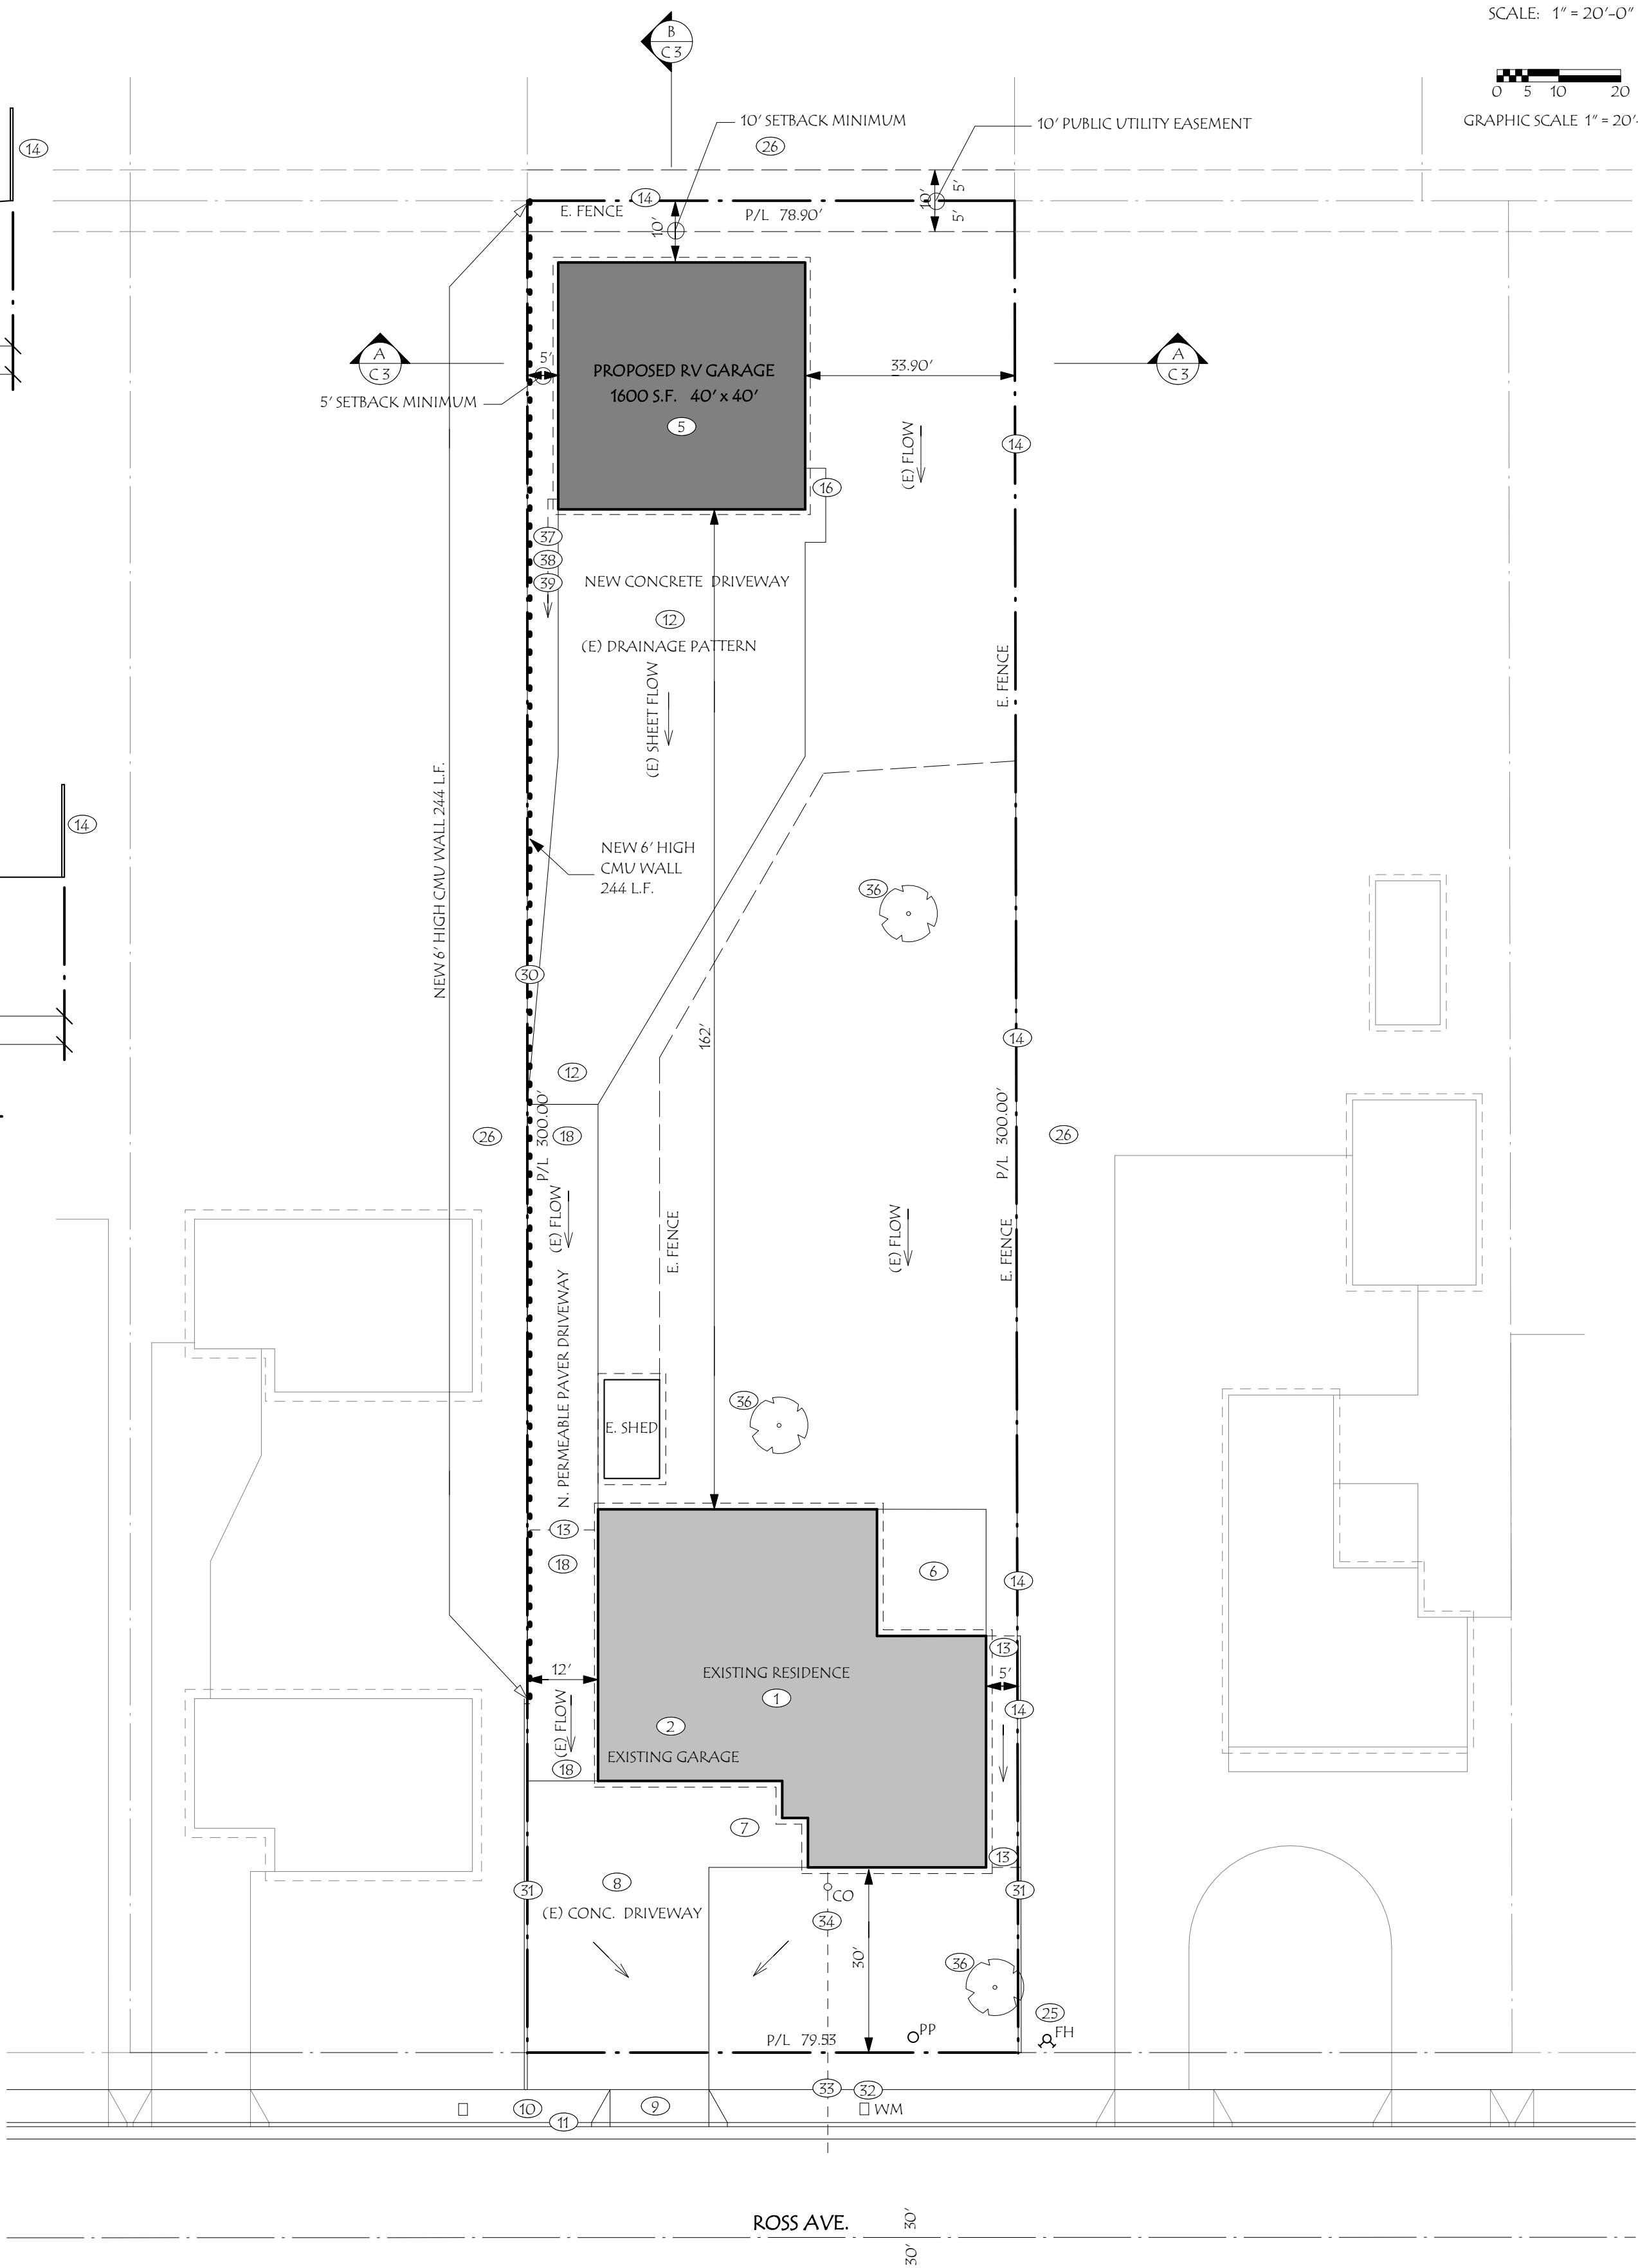 SCALE: 1" = 20'-0"
0 5 10 20
GRAPHIC SCALE 1" = 20'-
B
C3
10' SETBACK MINIMUM
26
10' PUBLIC UTILITY EASEMENT
14
14
E. FENCE
P/L 78.90'
10'
10'
5'
5'
A
C3
5'
5' SETBACK MINIMUM
PROPOSED RV GARAGE
1600 S.F. 40' x 40'
5
33.90'
A
C3
(E) FLOW
14
16
37
38
39
NEW CONCRETE DRIVEWAY
12
(E) DRAINAGE PATTERN
(E) SHEET FLOW
E. FENCE
14
NEW 6' HIGH CMU WALL 244 L.F.
NEW 6' HIGH
CMU WALL
244 L.F.
36
30
162'
14
12
P/L 300.00'
18
26
P/L 300.00'
26
(E) FLOW
E. FENCE
(E) FLOW
E. FENCE
N. PERMEABLE PAVER DRIVEWAY
E. SHED
36
13
18
6
14
13
12'
EXISTING RESIDENCE
1
5'
14
(E) FLOW
2
EXISTING GARAGE
18
7
13
8
31
(E) CONC. DRIVEWAY
CO
34
31
30'
36
25
PP
FH
P/L 79.53
33
32
10
9
11
WM
ROSS AVE.
30'
30'